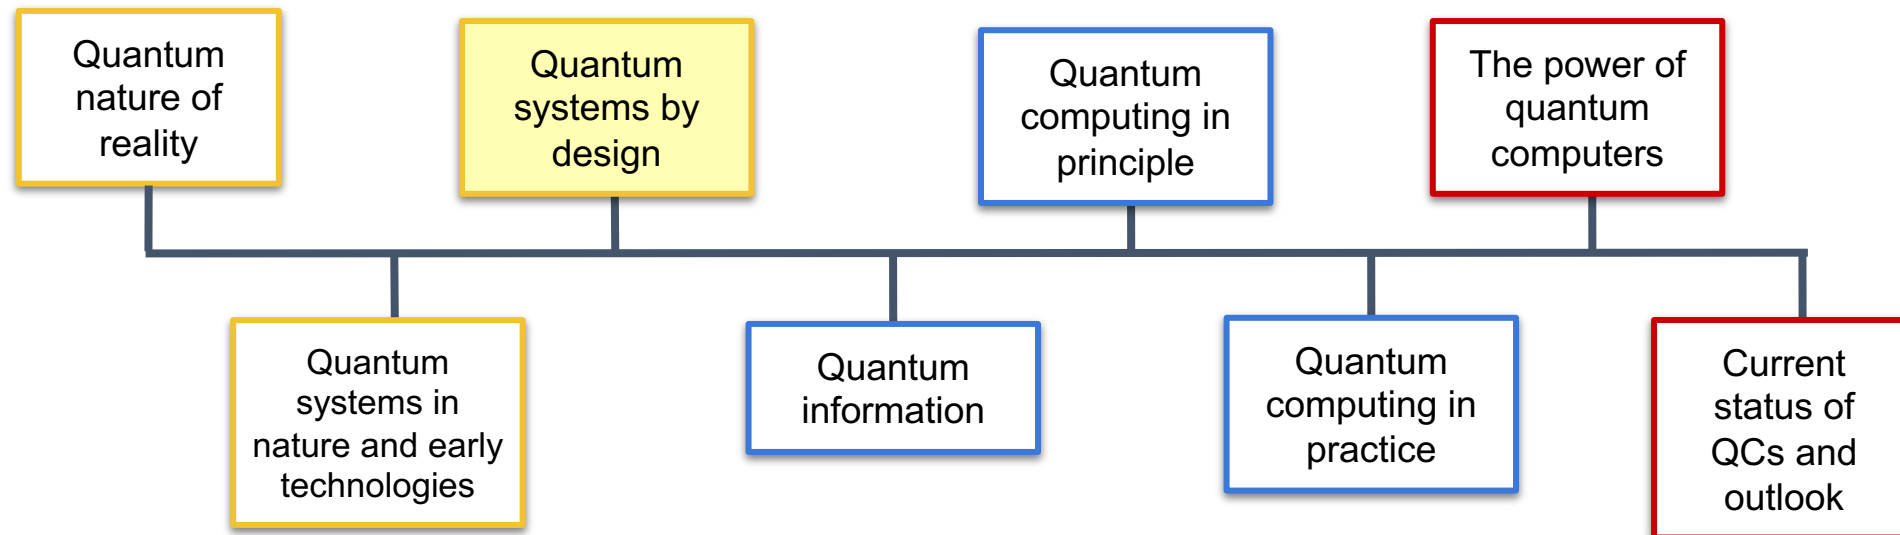 Quantum
nature of
reality
Quantum
systems by
design
Quantum
computing in
principle
The power of
quantum
computers
Quantum
systems in
nature and early
technologies
Quantum
information
Quantum
computing in
practice
Current
status of
QCs and
outlook